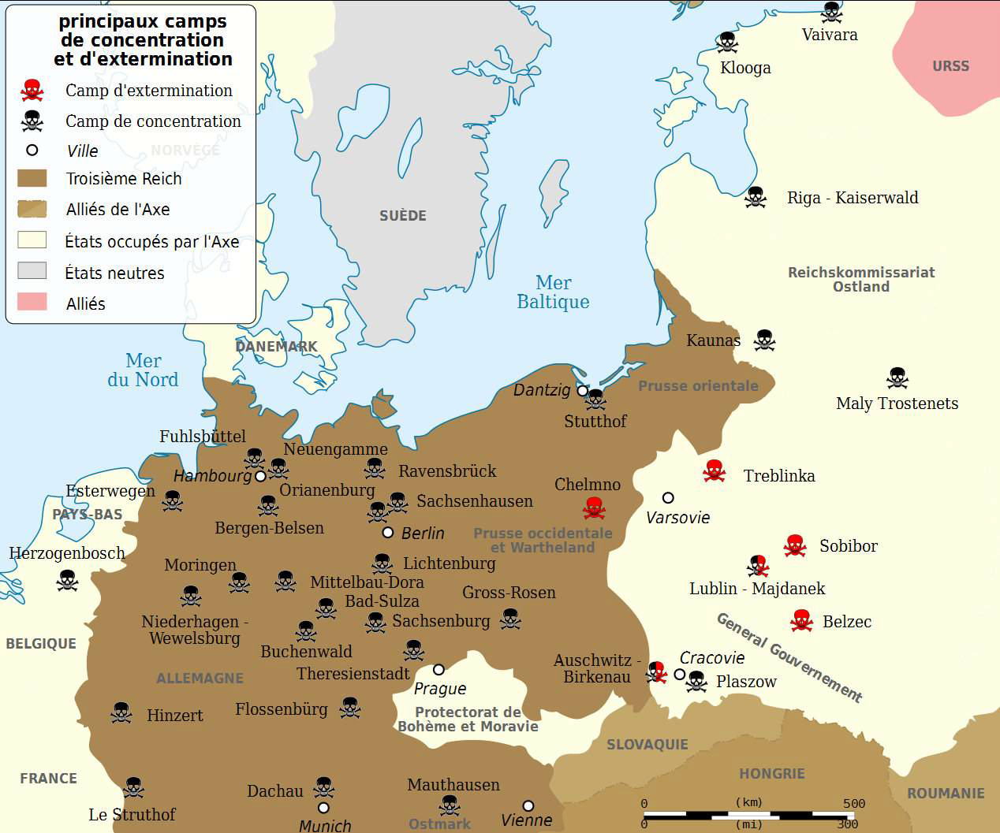 principaux camps
de concentration
et d'extermination
Camp d'extermination
Camp de concentration
Ville
Troisième Reich
Alliés de l'Axe
États occupés par l'Axe
États neutres
Alliés
NORVÈGE
Vaivara
Klooga
URSS
SUÈDE
Riga - Kaiserwald
Reichskommissariat
Ostland
Mer
Baltique
DANEMARK
Kaunas
Mer
du Nord
Dantzig
Prusse orientale
Maly Trostenets
Stutthof
Fuhlsbüttel
Neuengamme
Hambourg
Ravensbrück
Treblinka
Chelmno
Esterwegen
Orianenburg
Sachsenhausen
PAYS-BAS
Bergen-Belsen
Berlin
Varsovie
Prusse occidentale
et Wartheland
Sobibor
Herzogenbosch
Moringen
Lichtenburg
Mittelbau-Dora
Lublin - Majdanek
Bad-Sulza
Gross-Rosen
Niederhagen -
Wewelsburg
Sachsenburg
Belzec
General Gouvernement
BELGIQUE
Buchenwald
Auschwitz -
Birkenau
Cracovie
Theresienstadt
ALLEMAGNE
Prague
Plaszow
Hinzert
Flossenbürg
Protectorat de
Bohème et Moravie
SLOVAQUIE
FRANCE
HONGRIE
Dachau
Mauthausen
ROUMANIE
Le Struthof
Munich
Ostmark
Vienne
0 (km) 500
0 (mi) 300